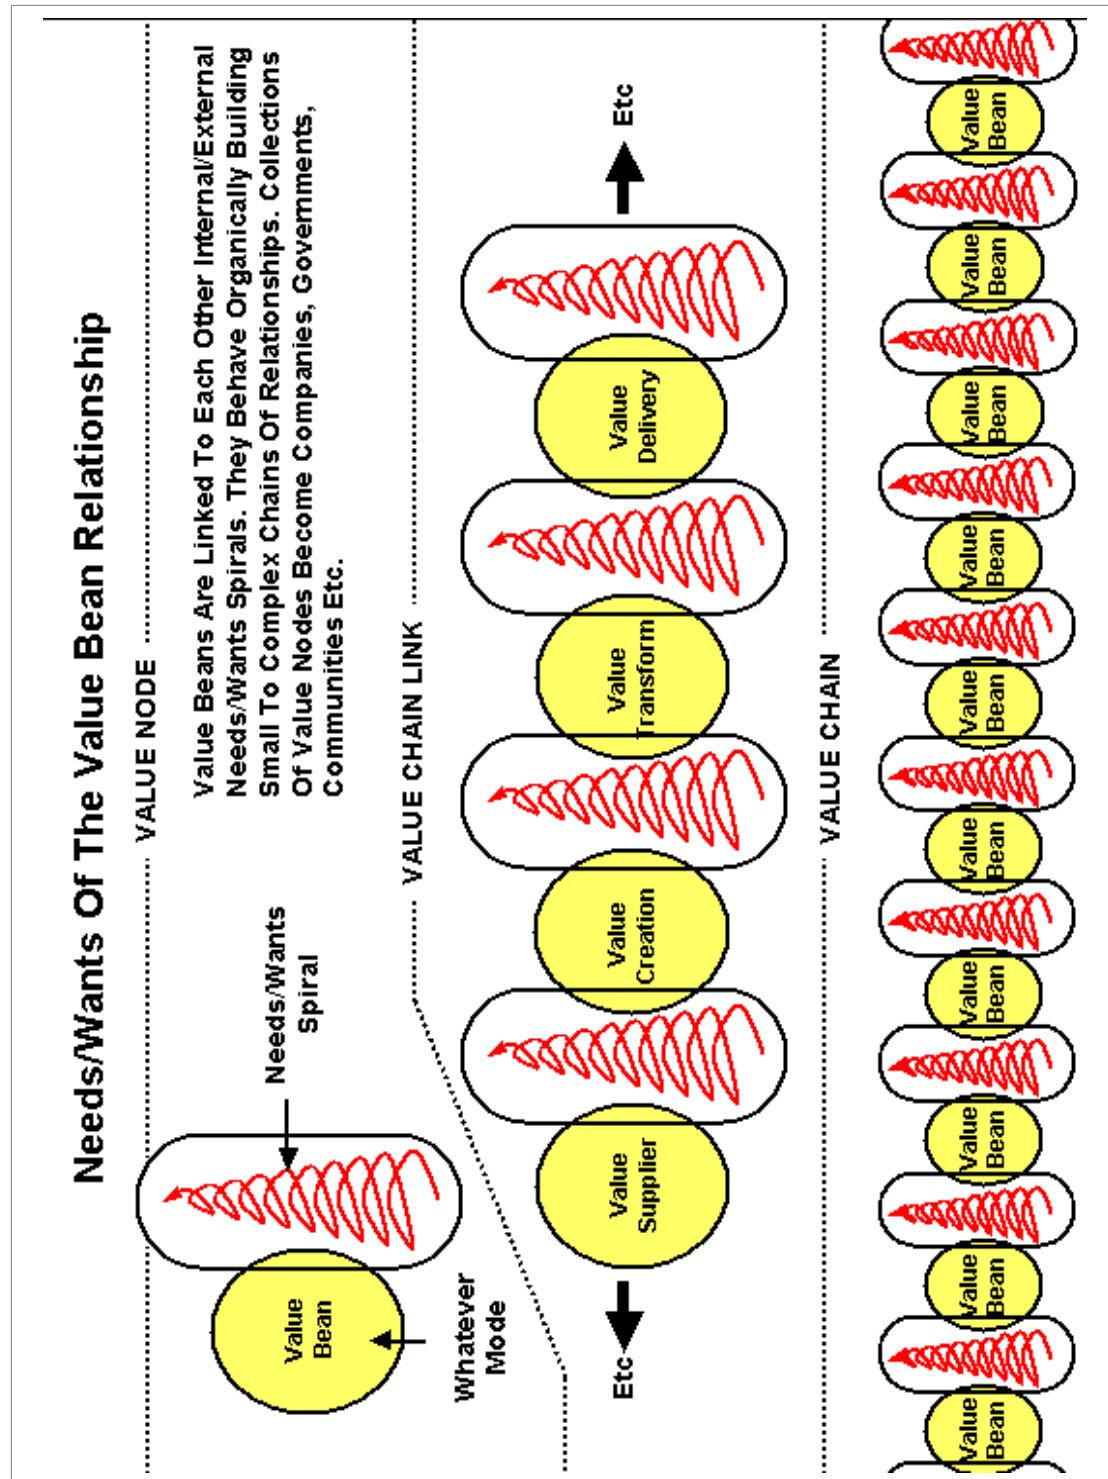 Needs/Wants Of The Value Bean Relationship
VALUE NODE
Value Beans Are Linked To Each Other Internal/External
Needs/Wants Spirals. They Behave Organically Building
Small To Complex Chains Of Relationships. Collections
Of Value Nodes Become Companies, Governments,
Communities Etc.
Needs/Wants
Spiral
Value
Bean
Whatever
Mode
VALUE CHAIN LINK
Etc
Value
Supplier
Value
Creation
Value
Transform
Value
Delivery
Etc
VALUE CHAIN
Value
Bean
Value
Bean
Value
Bean
Value
Bean
Value
Bean
Value
Bean
Value
Bean
Value
Bean
Value
Bean
Value
Bean